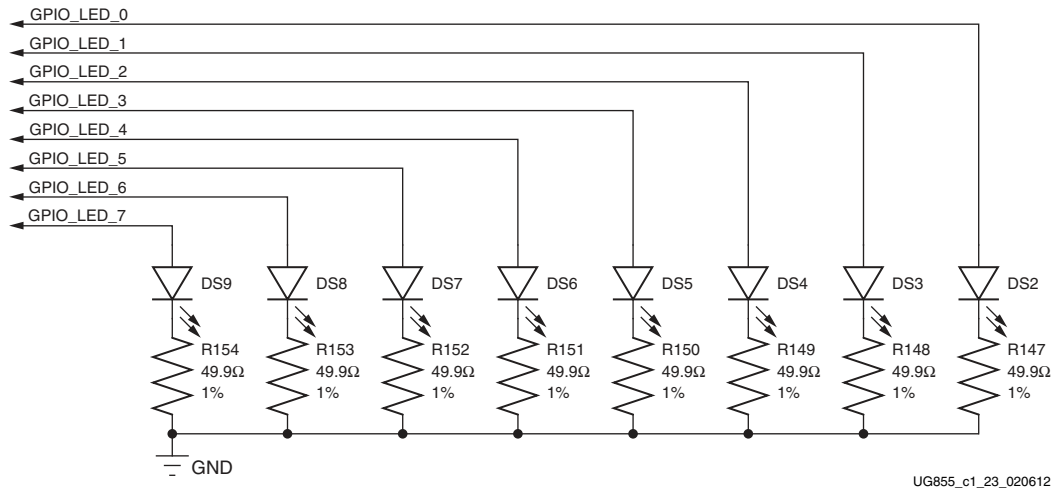 GPIO_LED_0
GPIO_LED_1
GPIO_LED_2
GPIO_LED_3
GPIO_LED_4
GPIO_LED_5
GPIO_LED_6
GPIO_LED_7
DS9 DS8 DS7 DS6 DS5 DS4 DS3 DS2
R154 R153 R152 R151 R150 R149 R148 R147
49.9Ω 49.9Ω 49.9Ω 49.9Ω 49.9Ω 49.9Ω 49.9Ω 49.9Ω
1% 1% 1% 1% 1% 1% 1% 1%
GND
UG855_c1_23_020612